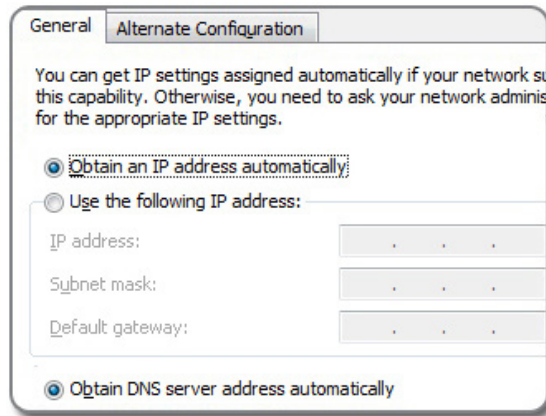 General
Alternate Configuration
You can get IP settings assigned automatically if your network
this capability. Otherwise, you need to ask your network
for the appropriate IP settings.
Obtain an IP address automatically
Use the following IP address:
IP address:
Subnet mask:
Default gateway:
Obtain DNS server address automatically